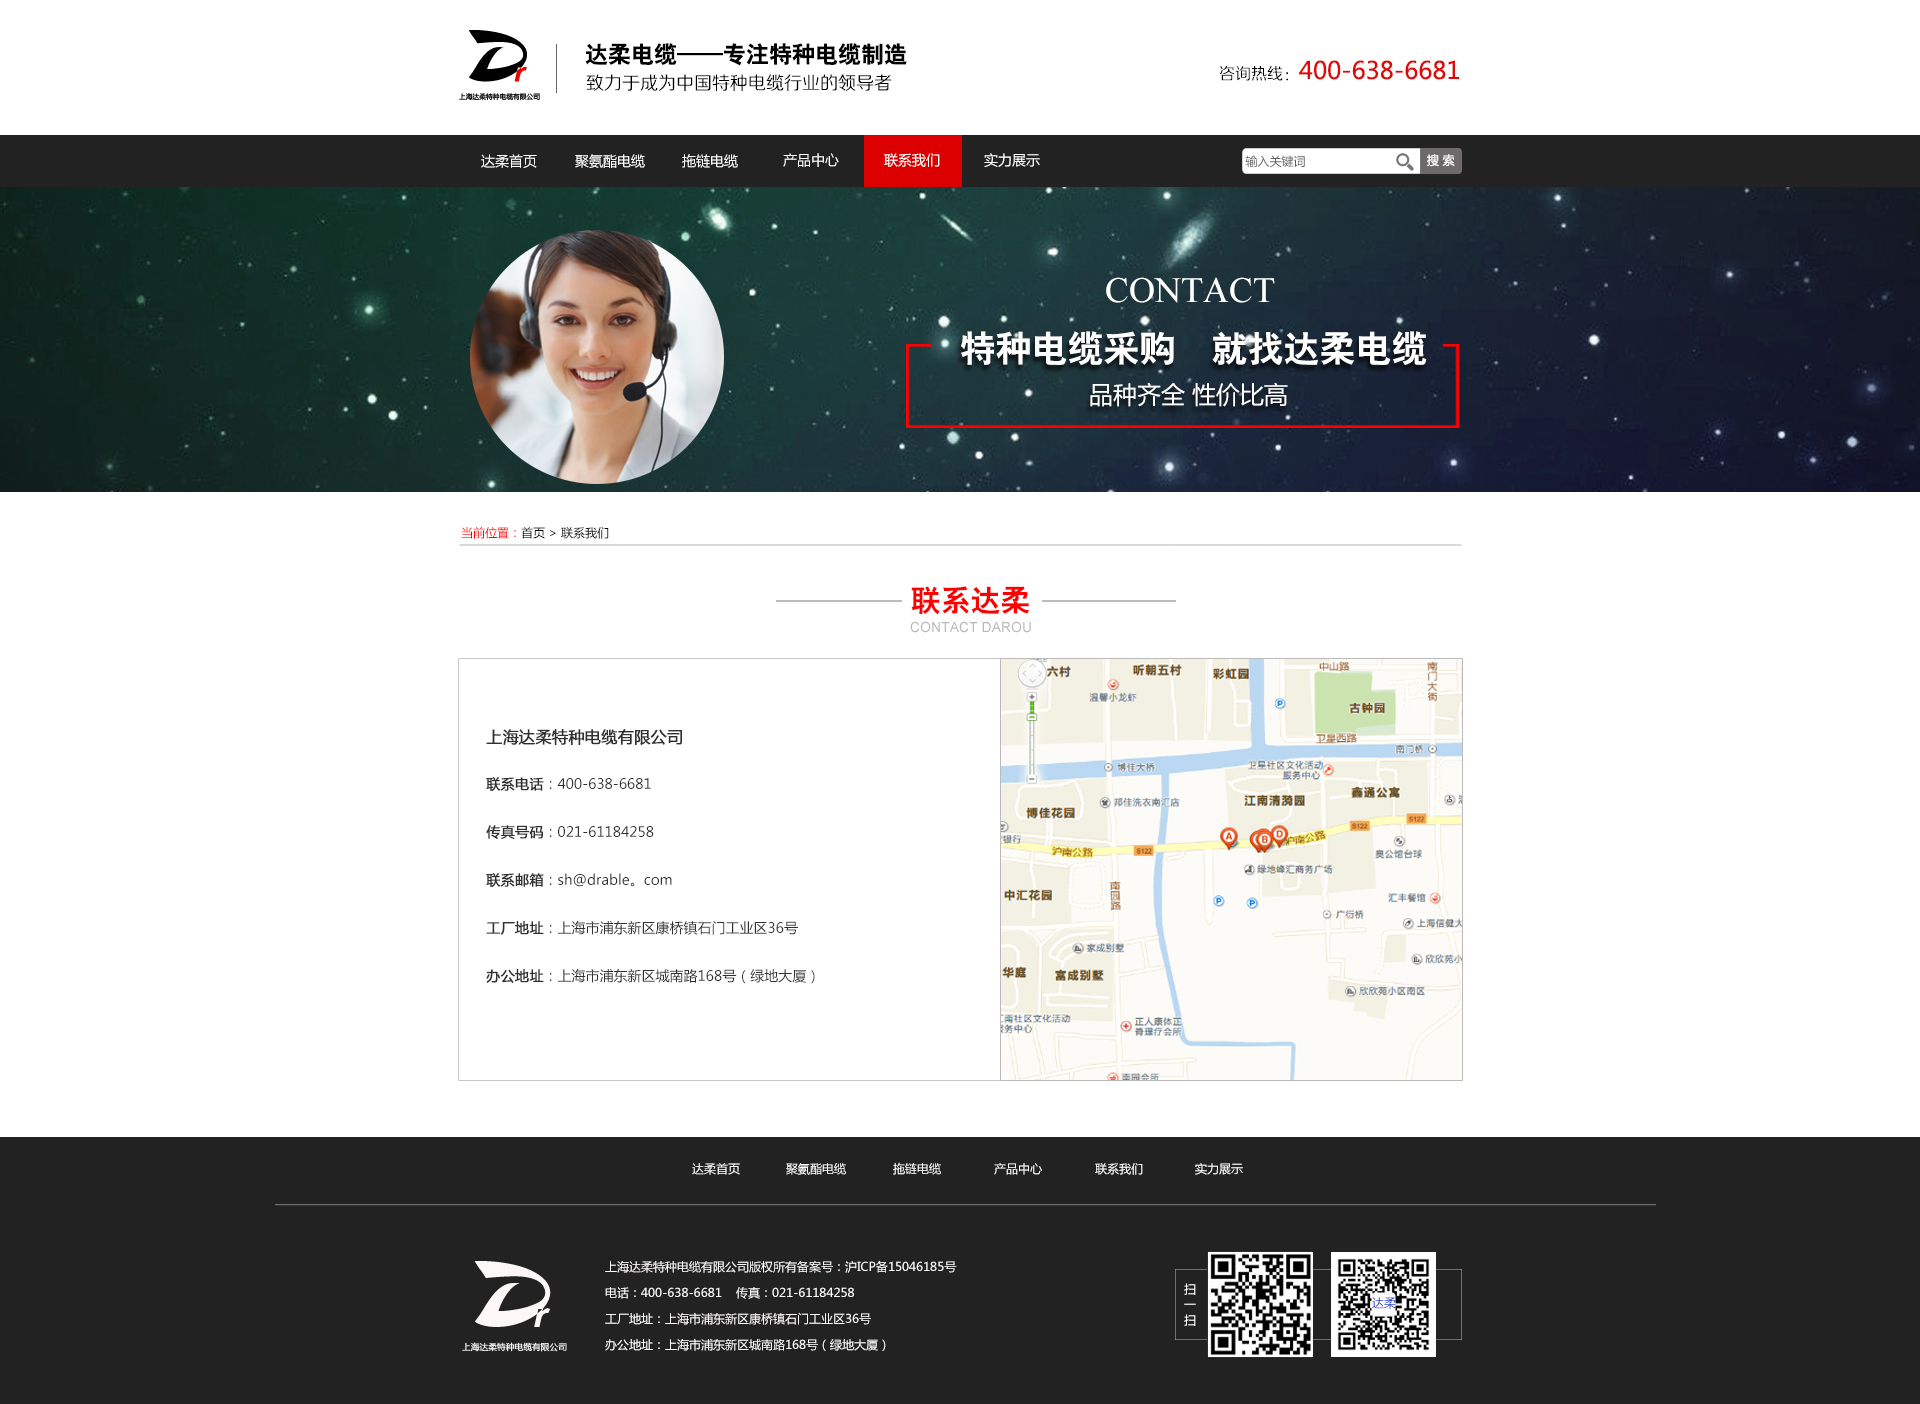 Dr
上海达柔特种电缆有限公司
达柔电缆——专注特种电缆制造
致力于成为中国特种电缆行业的领导者
咨询热线：400-638-6681
达柔首页 聚氨酯电缆 拖链电缆 产品中心 联系我们 实力展示
输入关键词 搜 索
CONTACT
特种电缆采购 就找达柔电缆
品种齐全 性价比高
当前位置：首页 > 联系我们
联系达柔
CONTACT DAROU
上海达柔特种电缆有限公司
联系电话：400-638-6681
传真号码：021-61184258
联系邮箱：sh@drable。com
工厂地址：上海市浦东新区康桥镇石门工业区36号
办公地址：上海市浦东新区城南路168号（绿地大厦）
六村
听朝五村
彩虹园
中山路
南门大街
温馨小龙虾
P
古钟园
卫星西路
南门桥
博佳大桥
卫星社区文化活动
服务中心
博佳花园
邦佳洗衣南汇店
江南清漪园
鑫通公寓
银行
S122
S122
A
B
D
沪南公路
S122
沪南公路
奥公馆台球
绿地峰汇商务广场
中汇花园
南园路
P
P
汇丰餐馆
广衍桥
上海信健大
家成别墅
华庭
富成别墅
欣欣苑小
欣欣苑小区南区
江南社区文化活动
服务中心
正人康体正
骨理疗会所
南园会所
达柔首页 聚氨酯电缆 拖链电缆 产品中心 联系我们 实力展示
Dr
上海达柔特种电缆有限公司
上海达柔特种电缆有限公司版权所有备案号：沪ICP备15046185号
电话：400-638-6681 传真：021-61184258
工厂地址：上海市浦东新区康桥镇石门工业区36号
办公地址：上海市浦东新区城南路168号（绿地大厦）
扫一扫
达柔